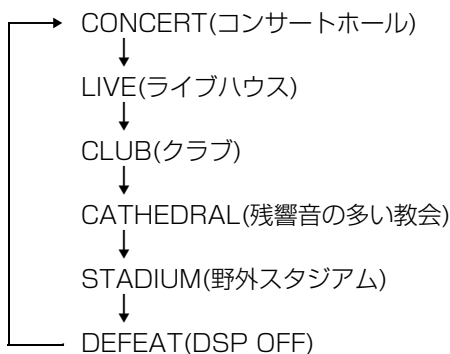 CONCERT(コンサートホール)
LIVE(ライブハウス)
CLUB(クラブ)
CATHEDRAL(残響音の多い教会)
STADIUM(野外スタジアム)
DEFEAT(DSP OFF)